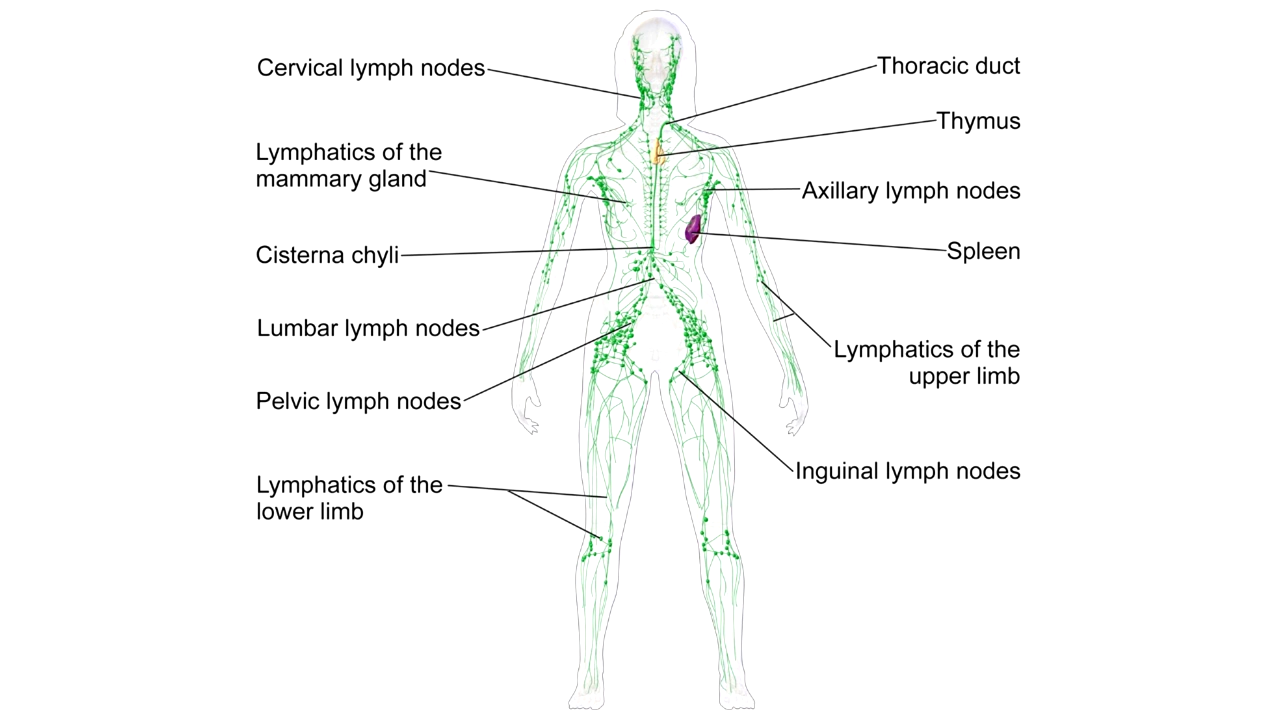 Cervical lymph nodes
Lymphatics of the
mammary gland
Cisterna chyli
Lumbar lymph nodes
Pelvic lymph nodes
Lymphatics of the
lower limb
Thoracic duct
Thymus
Axillary lymph nodes
Spleen
Lymphatics of the
upper limb
Inguinal lymph nodes